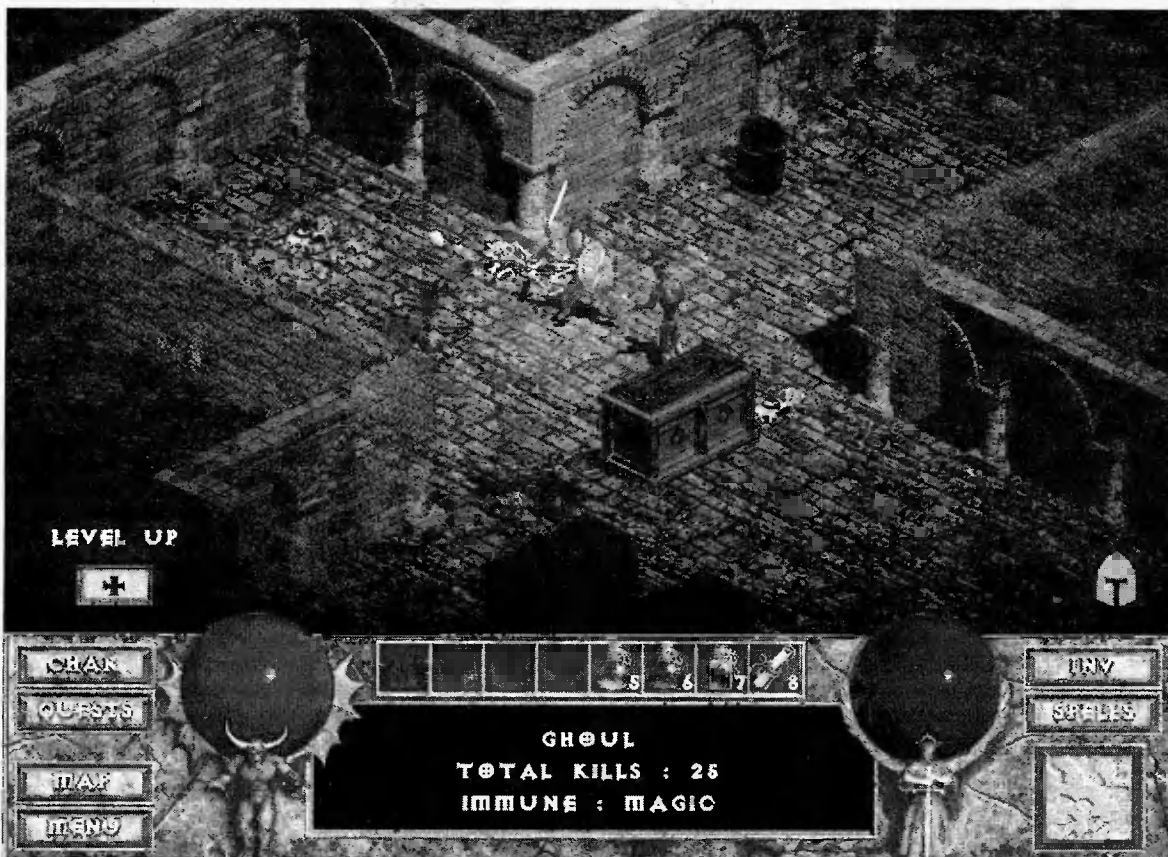 LEVEL UP
CHAR
QUESTS
MAP
MENU
5 6 7 8
GHOUL
TOTAL KILLS : 25
IMMUNE : MAGIC
INV
SPELLS